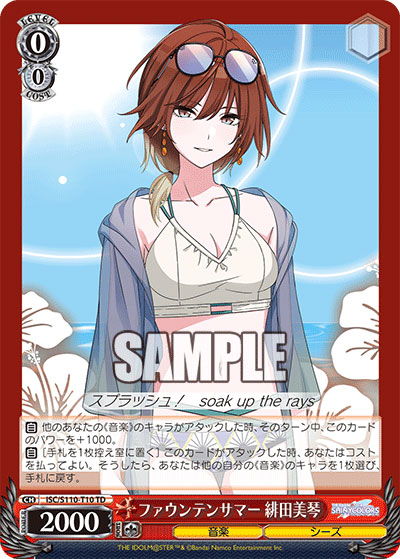 LEVEL
0
0
COST
SAMPLE
スプラッシュ！ soak up the rays
自 他のあなたの《音楽》のキャラがアタックした時、そのターン中、このカード
のパワーを＋1000。
自 ［手札を1枚控え室に置く］ このカードがアタックした時、あなたはコスト
を払ってよい。そうしたら、あなたは他の自分の《音楽》のキャラを1枚選び、
手札に戻す。
CH ISC/S110-T10 TD
POWER
2000
ファウンテンサマー 緋田美琴
SHINYCOLORS
音楽
シーズ
THE IDOLM@STER™ & ©Bandai Namco Entertainment Inc.